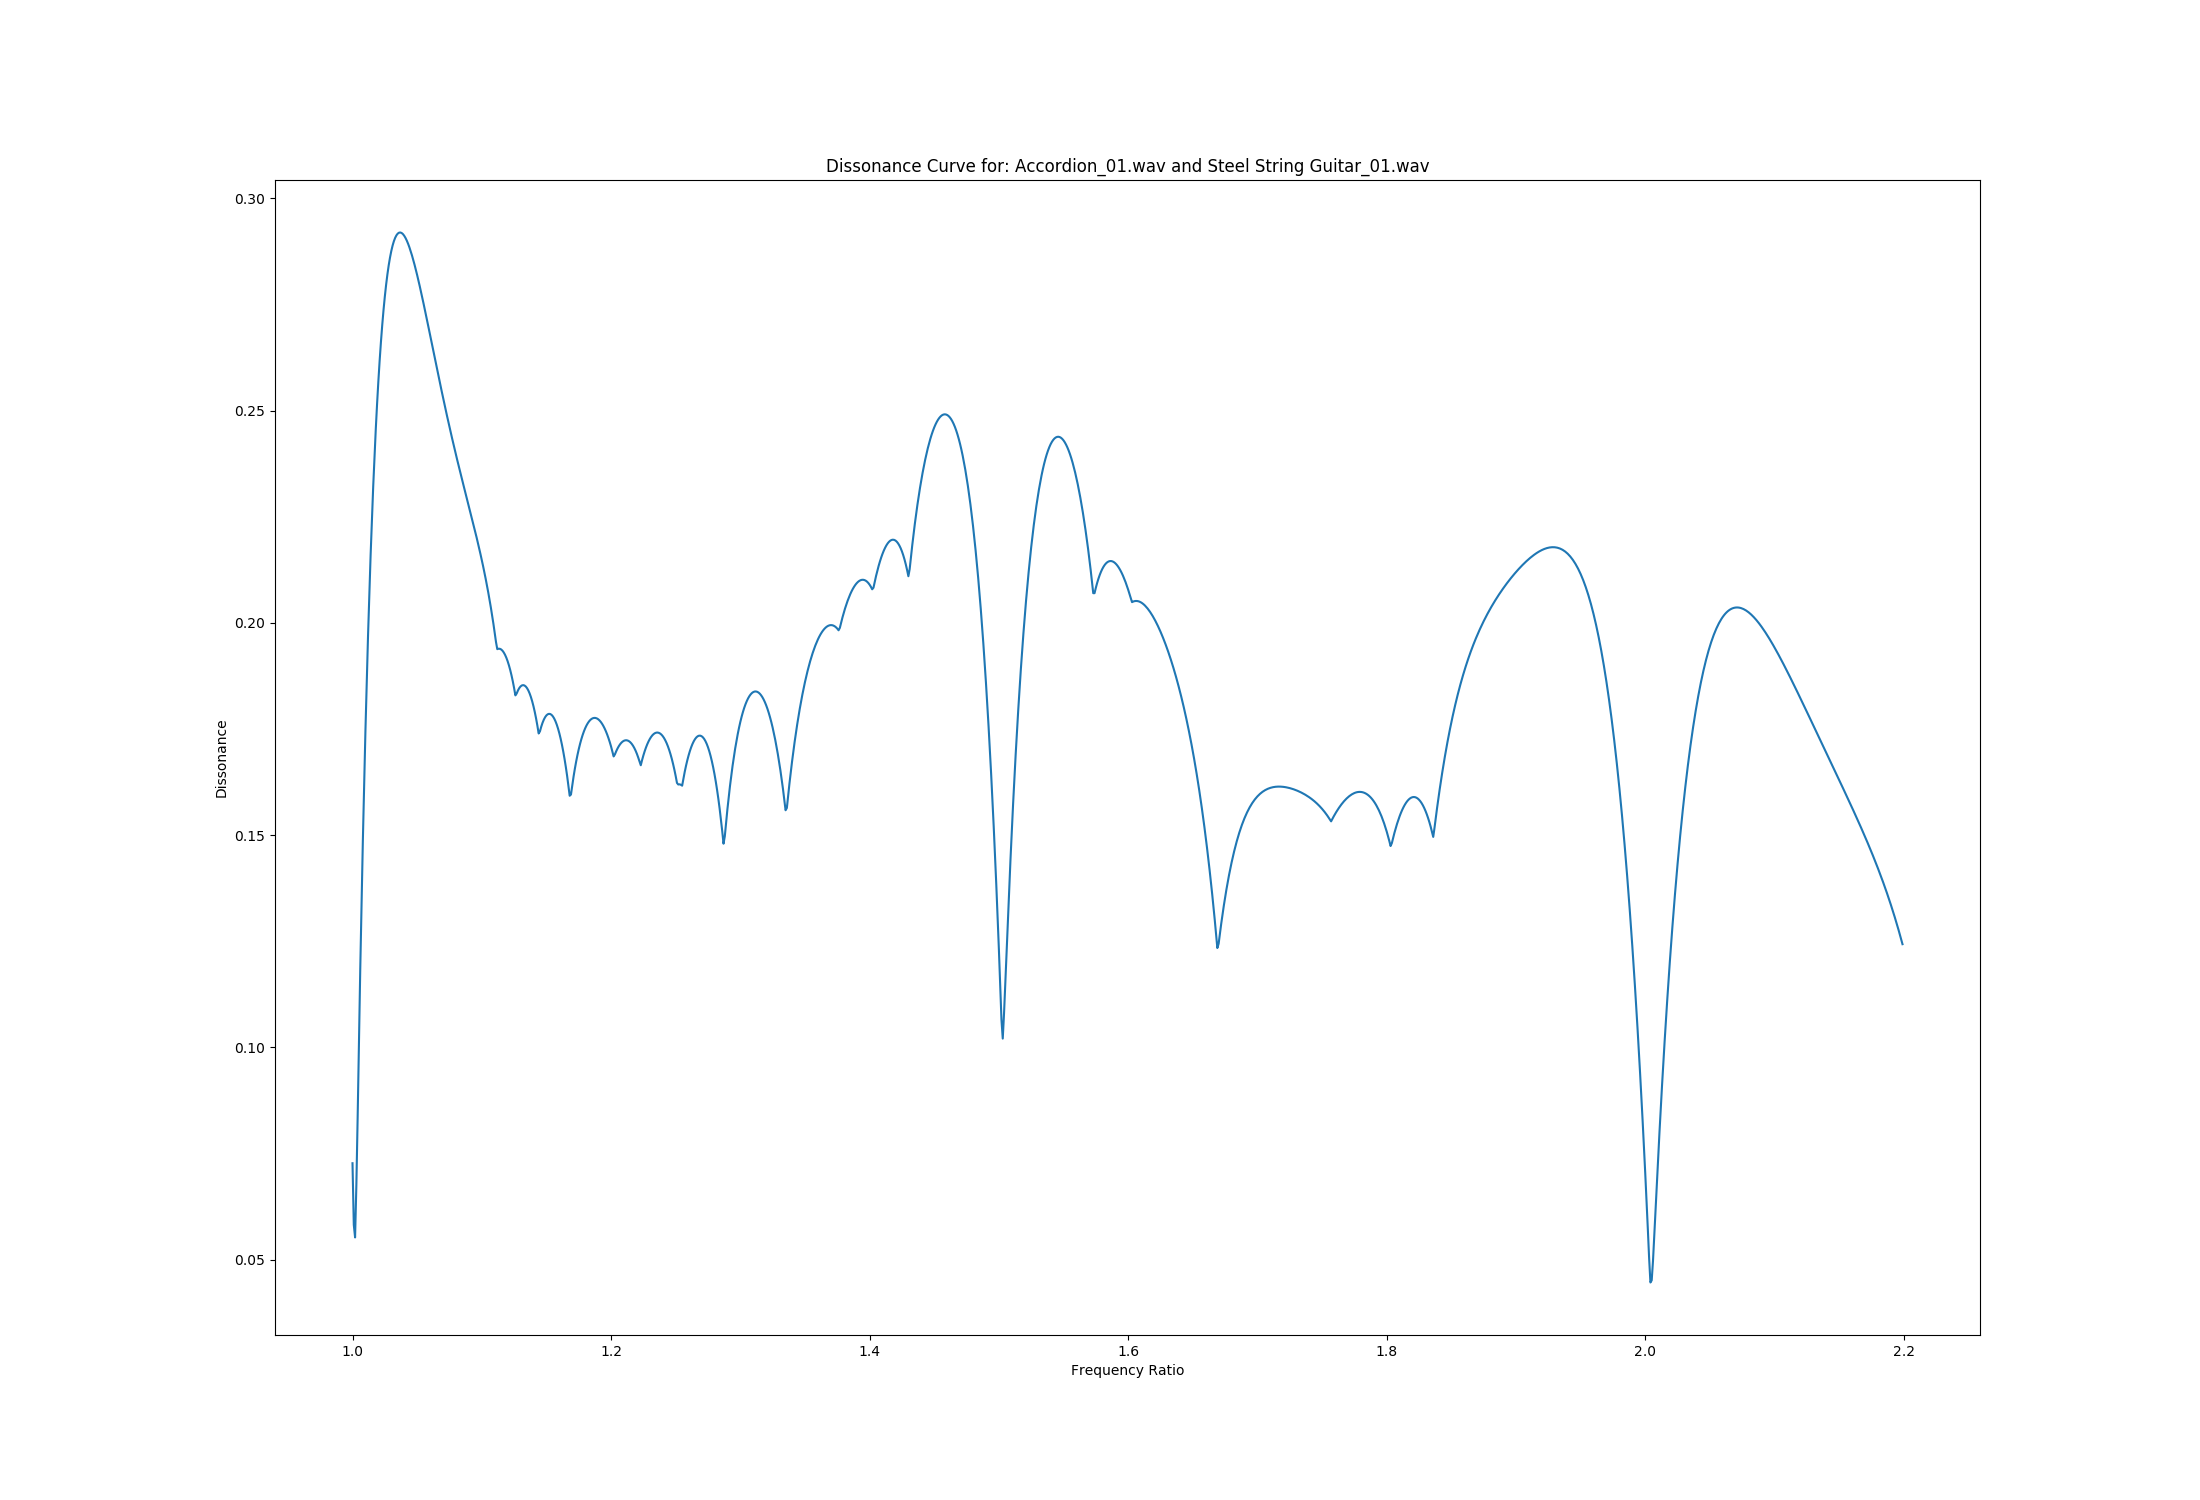 Dissonance Curve for: Accordion_01.wav and Steel String Guitar_01.wav
0.30
0.25
0.20
0.15
0.10
0.05
Dissonance
1.0 1.2 1.4 1.6 1.8 2.0 2.2
Frequency Ratio